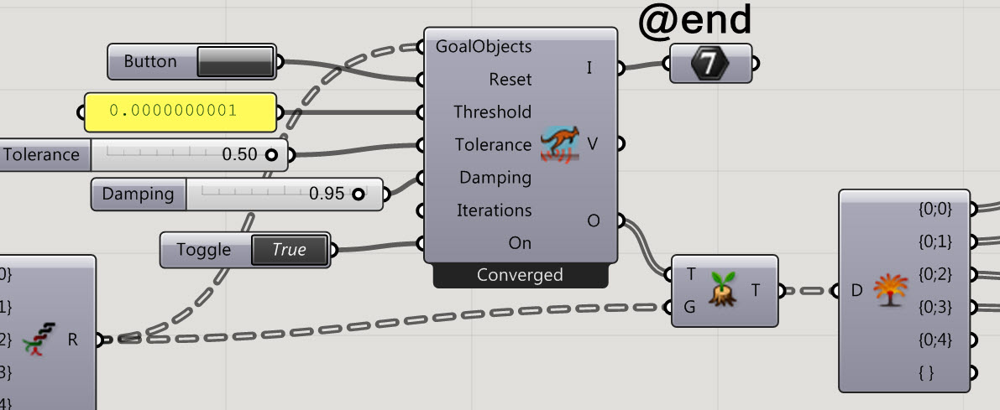 @end
Button
0.0000000001
Tolerance 0.50
Damping 0.95
Toggle True
GoalObjects
Reset
Threshold
Tolerance
Damping
Iterations
On
I
V
O
Converged
7
0}
1}
2}
3}
4}
R
T
G
T
D
{0;0}
{0;1}
{0;2}
{0;3}
{0;4}
{ }